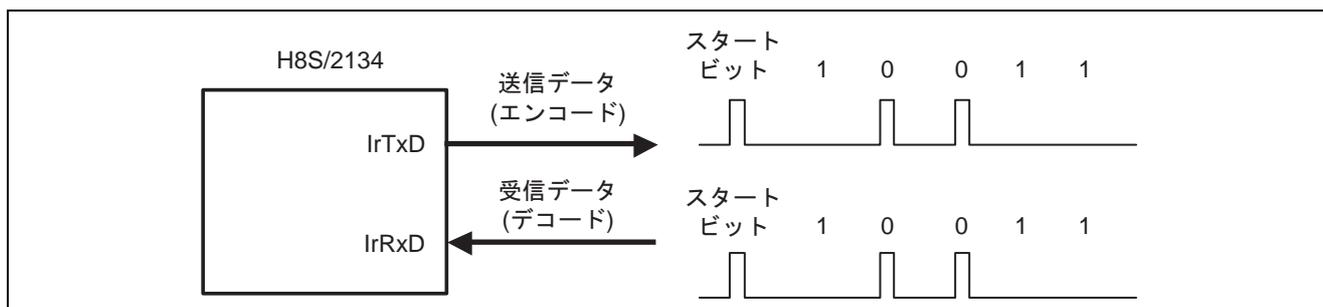 H8S/2134
IrTxD
IrRxD
送信データ
(エンコード)
受信データ
(デコード)
スタート
ビット 1 0 0 1 1
スタート
ビット 1 0 0 1 1